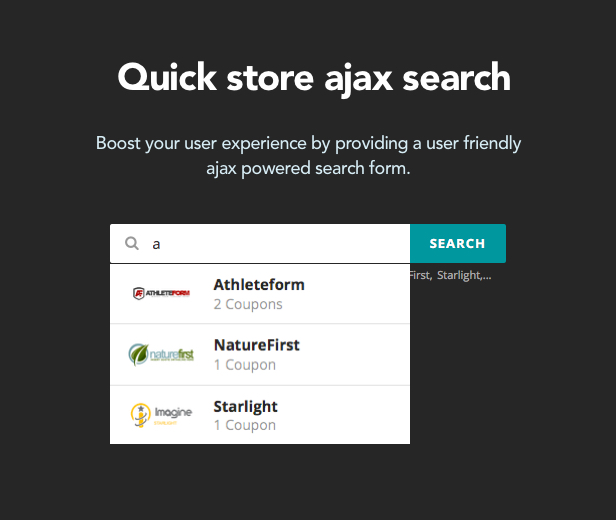 Quick store ajax search
Boost your user experience by providing a user friendly
ajax powered search form.
a
SEARCH
First, Starlight,...
ATHLETEFORM
Athleteform
2 Coupons
naturefirst
NatureFirst
1 Coupon
Imagine
STARLIGHT
Starlight
1 Coupon